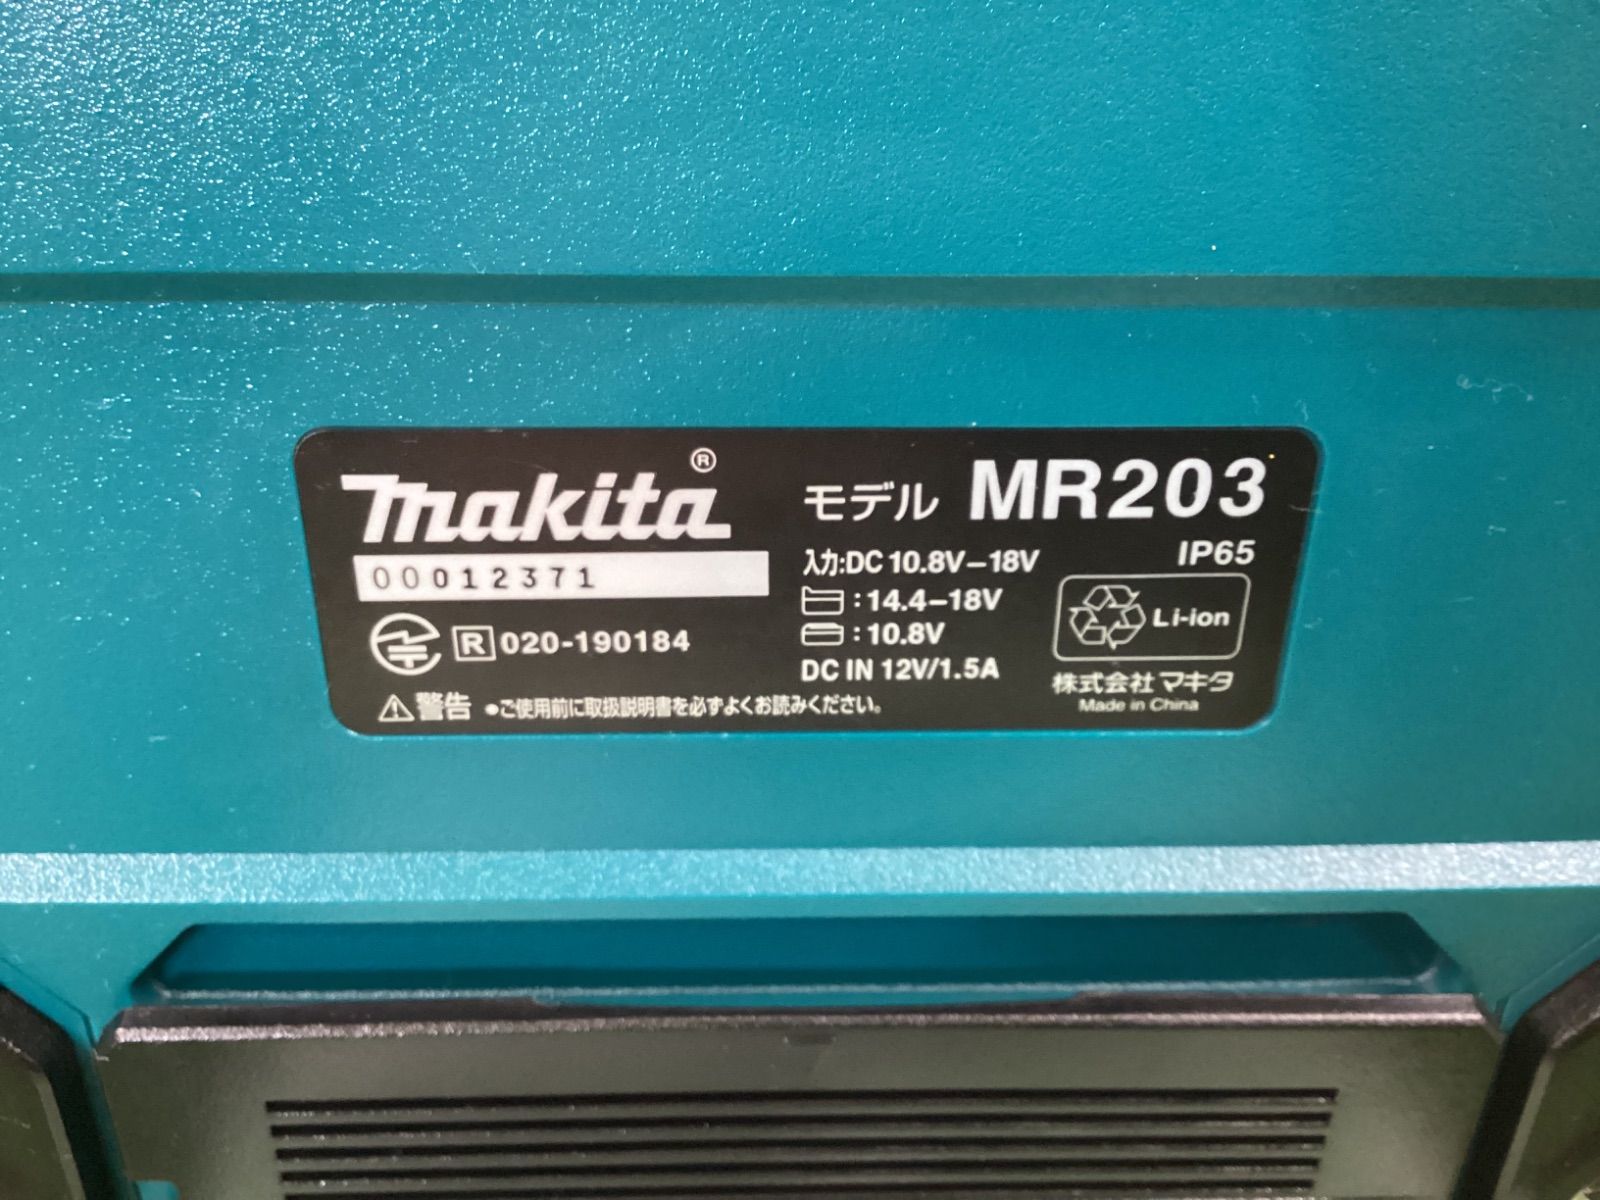 makita®
モデル MR203
IP65
00012371
入力:DC 10.8V–18V
:14.4–18V
:10.8V
DC IN 12V/1.5A
Li-ion
R 020-190184
株式会社マキタ
Made in China
警告 ●ご使用前に取扱説明書を必ずよくお読みください。